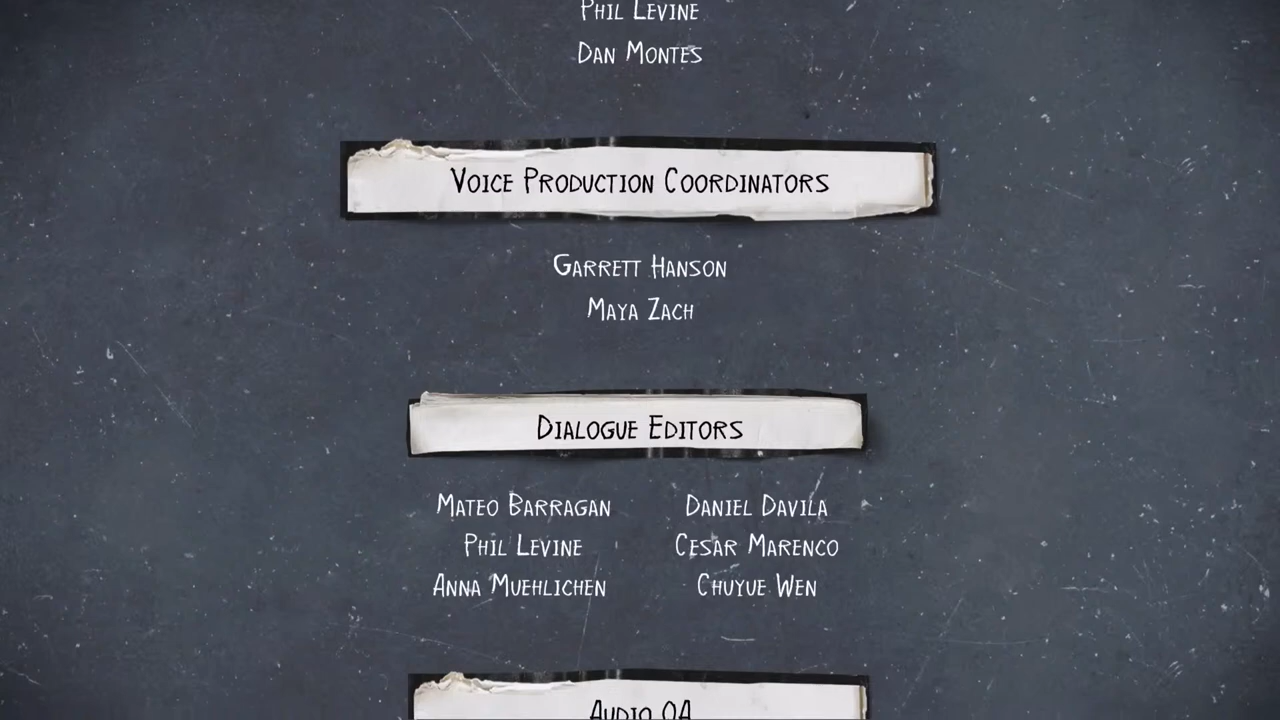 Phil Levine
Dan Montes
Voice Production Coordinators
Garrett Hanson
Maya Zach
Dialogue Editors
Mateo Barragan Daniel Davila
Phil Levine Cesar Marenco
Anna Muehlichen Chuyue Wen
Audio QA